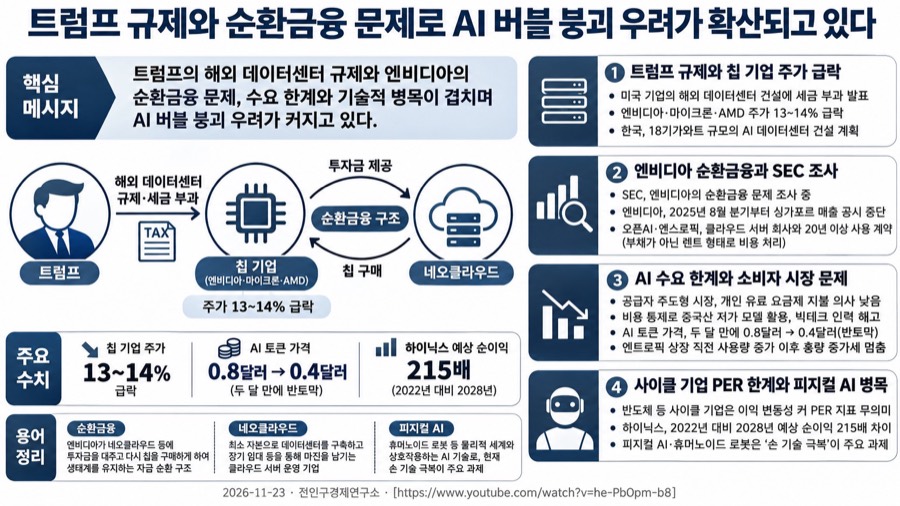 트럼프 규제와 순환금융 문제로 AI 버블 붕괴 우려가 확산되고 있다
핵심
메시지
트럼프의 해외 데이터센터 규제와 엔비디아의
순환금융 문제, 수요 한계와 기술적 병목이 겹치며
AI 버블 붕괴 우려가 커지고 있다.
해외 데이터센터
규제·세금 부과
TAX
트럼프
칩 기업
(엔비디아·마이크론·AMD)
주가 13~14% 급락
투자금 제공
순환금융 구조
칩 구매
네오클라우드
주요
수치
칩 기업 주가
13~14%
급락
AI 토큰 가격
0.8달러 → 0.4달러
(두 달 만에 반토막)
하이닉스 예상 순이익
215배
(2022년 대비 2028년)
용어
정리
순환금융
엔비디아가 네오클라우드 등에
투자금을 대주고 다시 칩을 구매하게 하여
생태계를 유지하는 자금 순환 구조
네오클라우드
최소 자본으로 데이터센터를 구축하고
장기 임대 등을 통해 마진을 남기는
클라우드 서버 운영 기업
피지컬 AI
휴머노이드 로봇 등 물리적 세계와
상호작용하는 AI 기술로, 현재
손 기술 극복이 주요 과제
1 트럼프 규제와 칩 기업 주가 급락
• 미국 기업의 해외 데이터센터 건설에 세금 부과 발표
• 엔비디아·마이크론·AMD 주가 13~14% 급락
• 한국, 18기가와트 규모의 AI 데이터센터 건설 계획
2 엔비디아 순환금융과 SEC 조사
• SEC, 엔비디아의 순환금융 문제 조사 중
• 엔비디아, 2025년 8월 분기부터 싱가포르 매출 공시 중단
• 오픈AI·앤스로픽, 클라우드 서버 회사와 20년 이상 사용 계약
(부채가 아닌 렌트 형태로 비용 처리)
3 AI 수요 한계와 소비자 시장 문제
• 공급자 주도형 시장, 개인 유료 요금제 지불 의사 낮음
• 비용 통제로 중국산 저가 모델 활용, 빅테크 인력 해고
• AI 토큰 가격, 두 달 만에 0.8달러 → 0.4달러(반토막)
• 엔트로픽 상장 직전 사용량 증가 이후 홍량 증가세 멈춤
4 사이클 기업 PER 한계와 피지컬 AI 병목
• 반도체 등 사이클 기업은 이익 변동성 커 PER 지표 무의미
• 하이닉스, 2022년 대비 2028년 예상 순이익 215배 차이
• 피지컬 AI·휴머노이드 로봇은 '손 기술 극복'이 주요 과제
2026-11-23 · 전인구경제연구소 · [https://www.youtube.com/watch?v=he-PbOpm-b8]